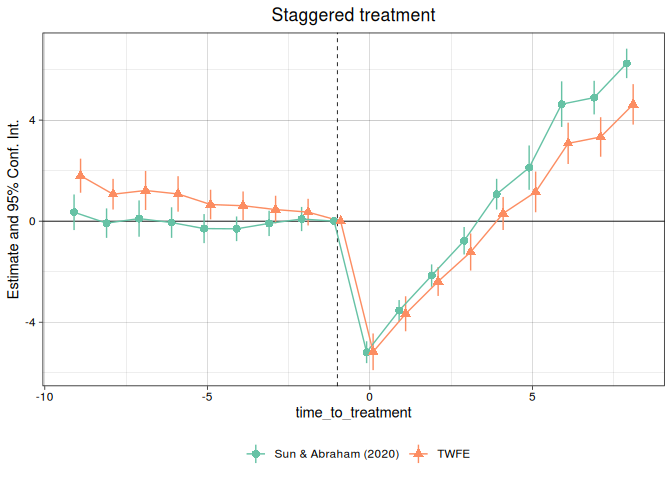 Staggered treatment
Estimate and 95% Conf. Int.
4
0
-4
-10 -5 0 5
time_to_treatment
Sun & Abraham (2020) TWFE